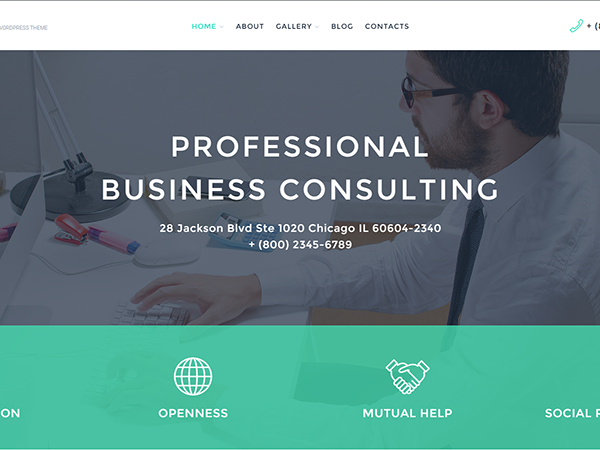 WORDPRESS THEME
HOME
ABOUT
GALLERY
BLOG
CONTACTS
+ (8
PROFESSIONAL
BUSINESS CONSULTING
28 Jackson Blvd Ste 1020 Chicago IL 60604-2340
+ (800) 2345-6789
ON
OPENNESS
MUTUAL HELP
SOCIAL R